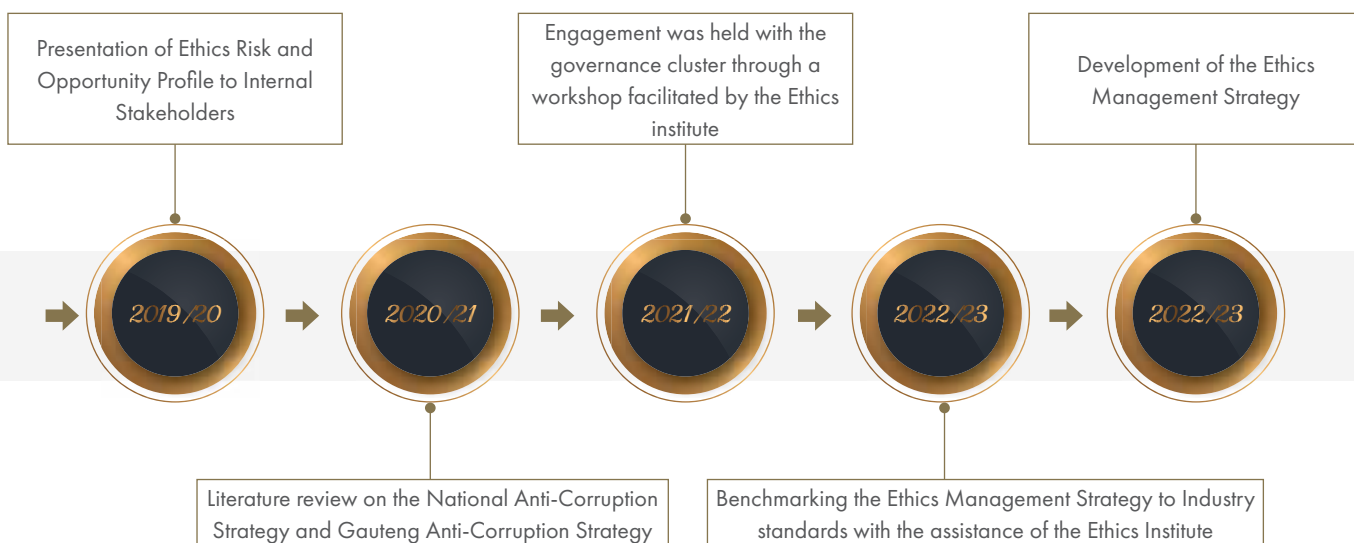 Presentation of Ethics Risk and
Opportunity Profile to Internal
Stakeholders
Engagement was held with the
governance cluster through a
workshop facilitated by the Ethics
institute
Development of the Ethics
Management Strategy
2019/20
2020/21
2021/22
2022/23
2022/23
Literature review on the National Anti-Corruption
Strategy and Gauteng Anti-Corruption Strategy
Benchmarking the Ethics Management Strategy to Industry
standards with the assistance of the Ethics Institute